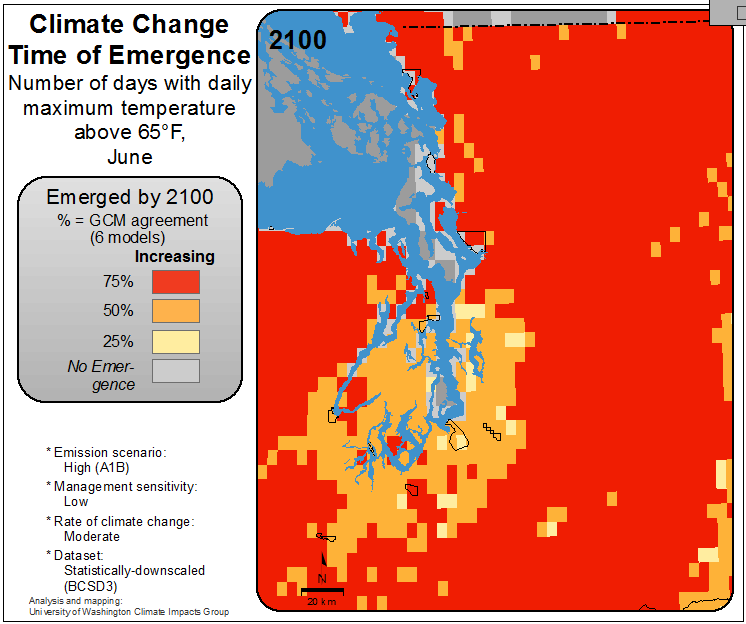 Climate Change
Time of Emergence
Number of days with daily
maximum temperature
above 65°F,
June
Emerged by 2100
% = GCM agreement
(6 models)
Increasing
75%
50%
25%
No Emer-
gence
* Emission scenario:
High (A1B)
* Management sensitivity:
Low
* Rate of climate change:
Moderate
* Dataset:
Statistically-downscaled
(BCSD3)
Analysis and mapping:
University of Washington Climate Impacts Group
2100
N
20 km